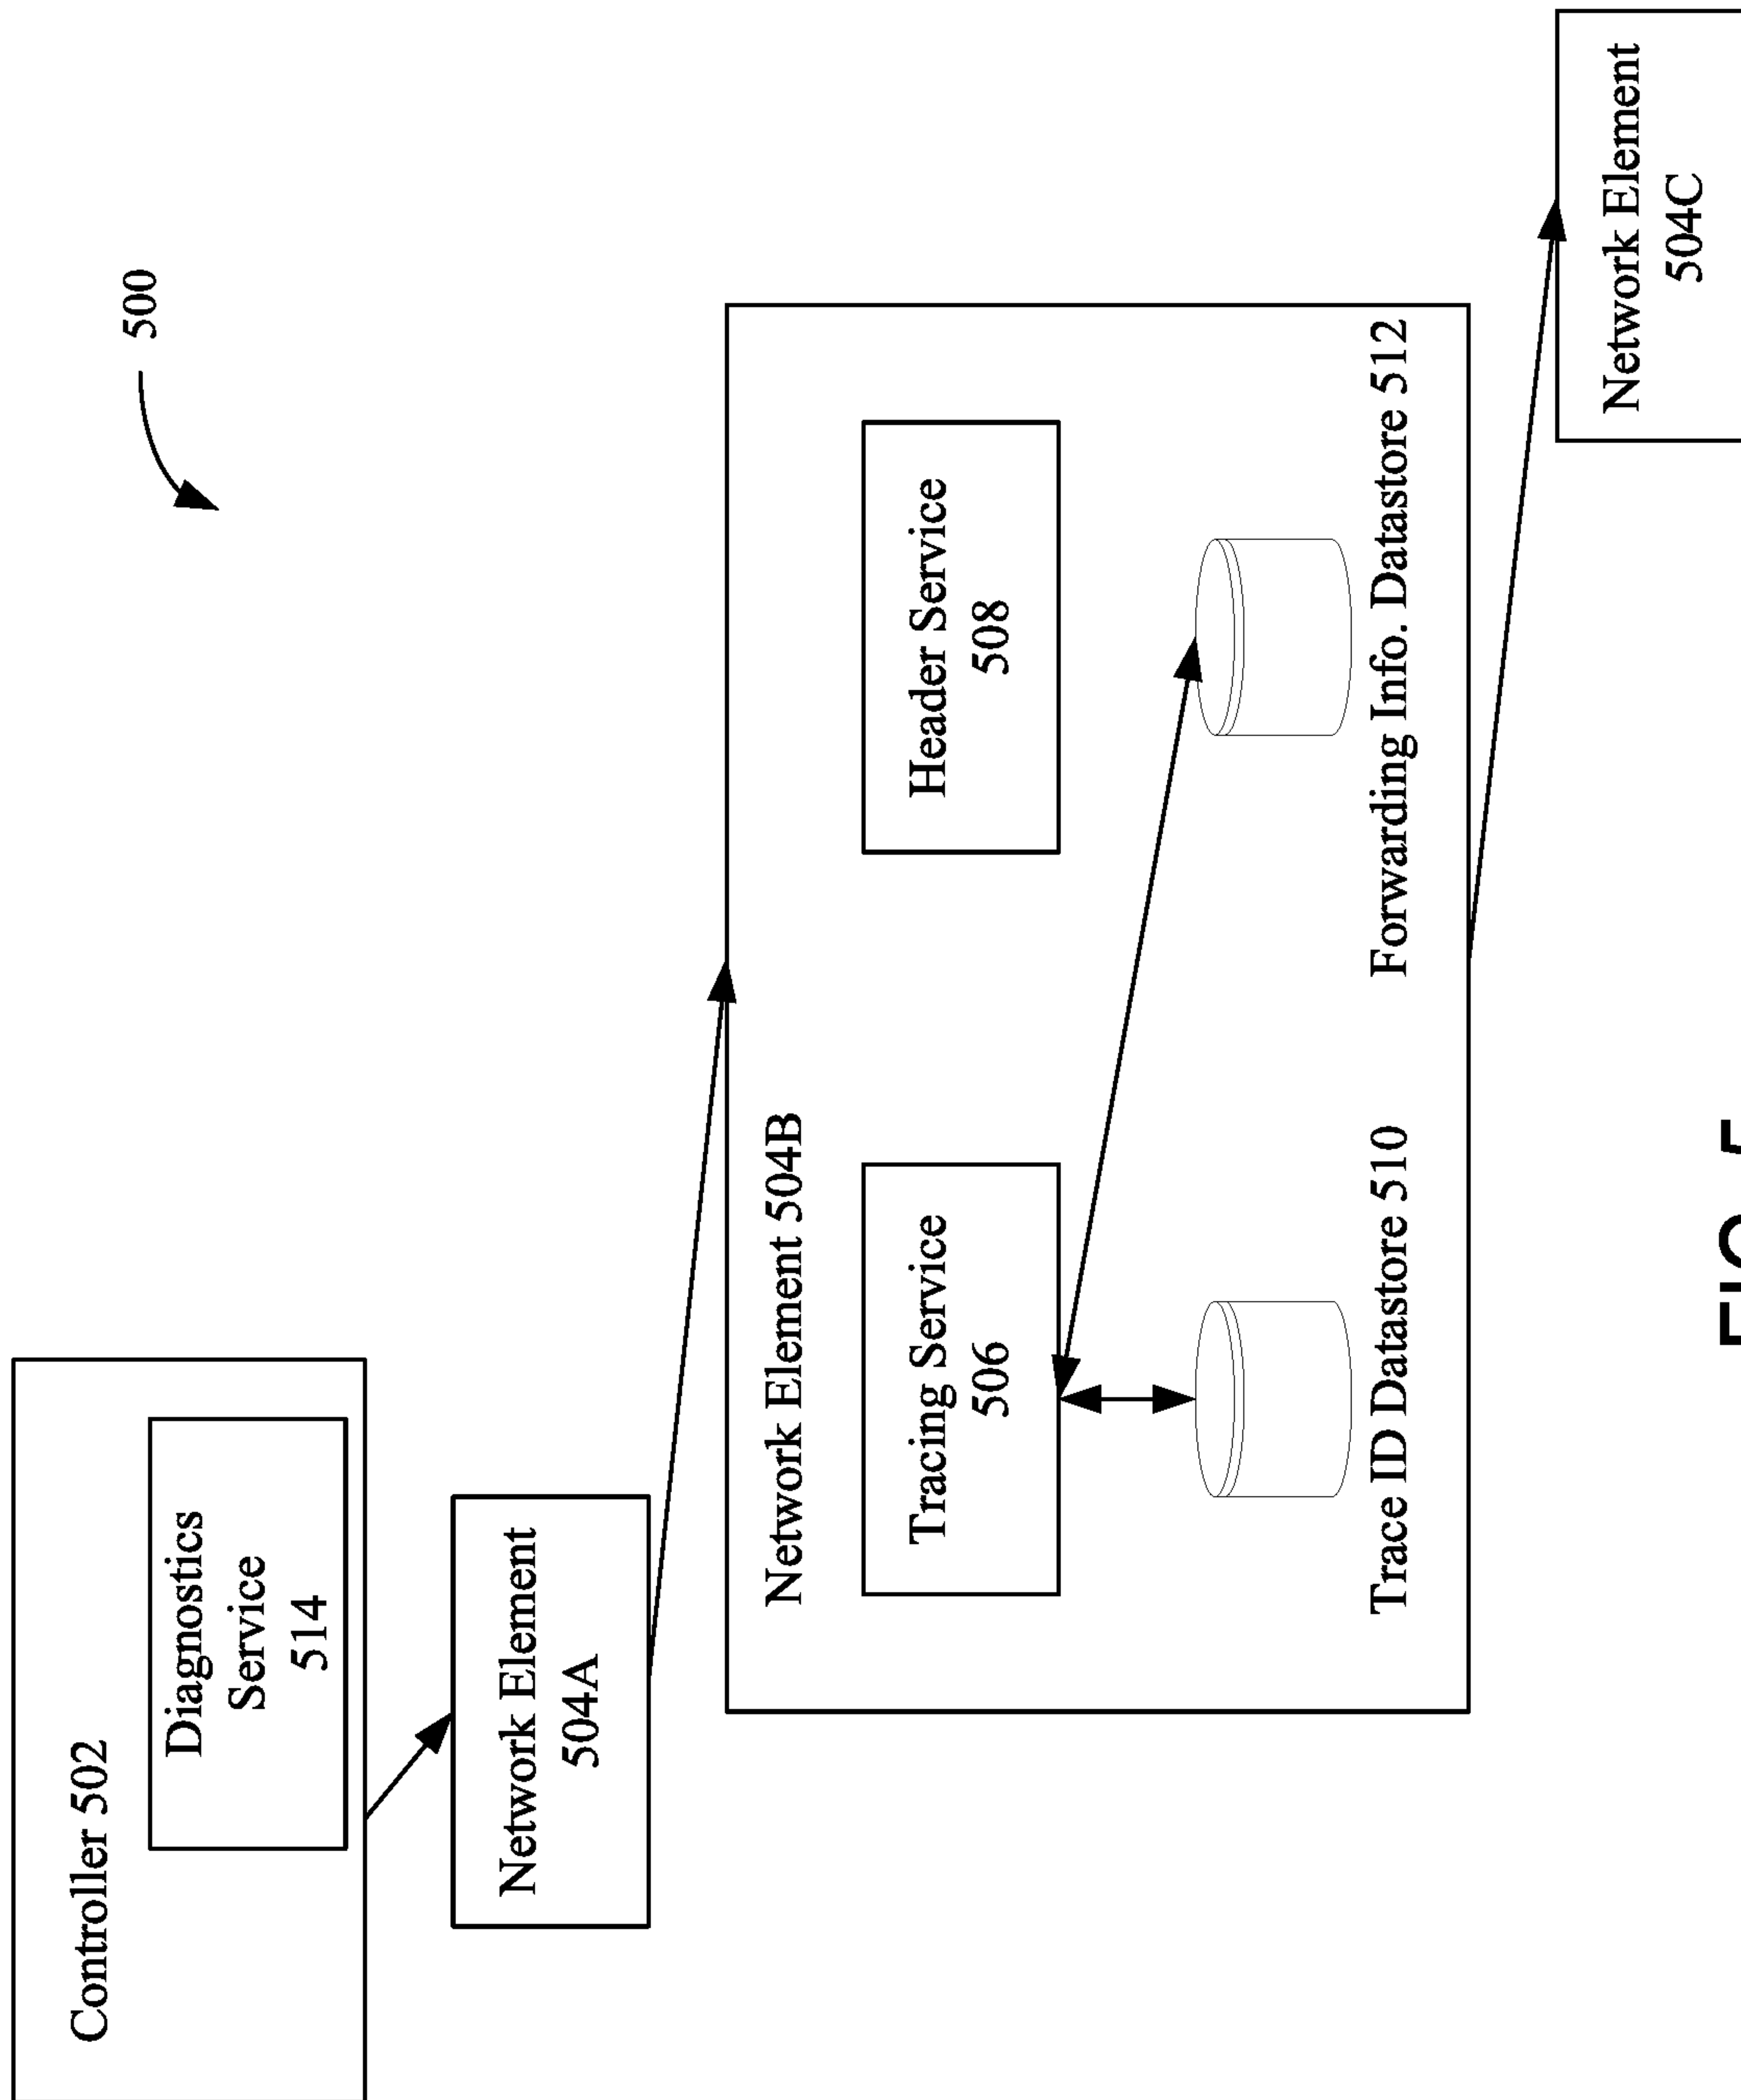 500
Controller 502
Diagnostics
Service
514
Network Element
504A
Network Element 504B
Tracing Service
506
Header Service
508
Trace ID Datastore 510
Forwarding Info. Datastore 512
Network Element
504C